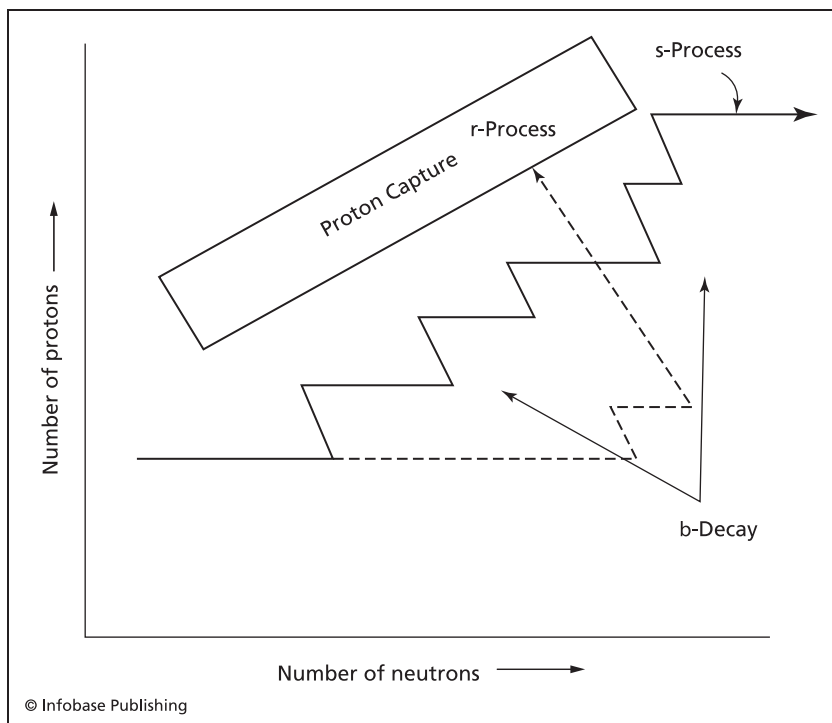 s-Process
r-Process
Proton Capture
Number of protons
b-Decay
Number of neutrons
© Infobase Publishing